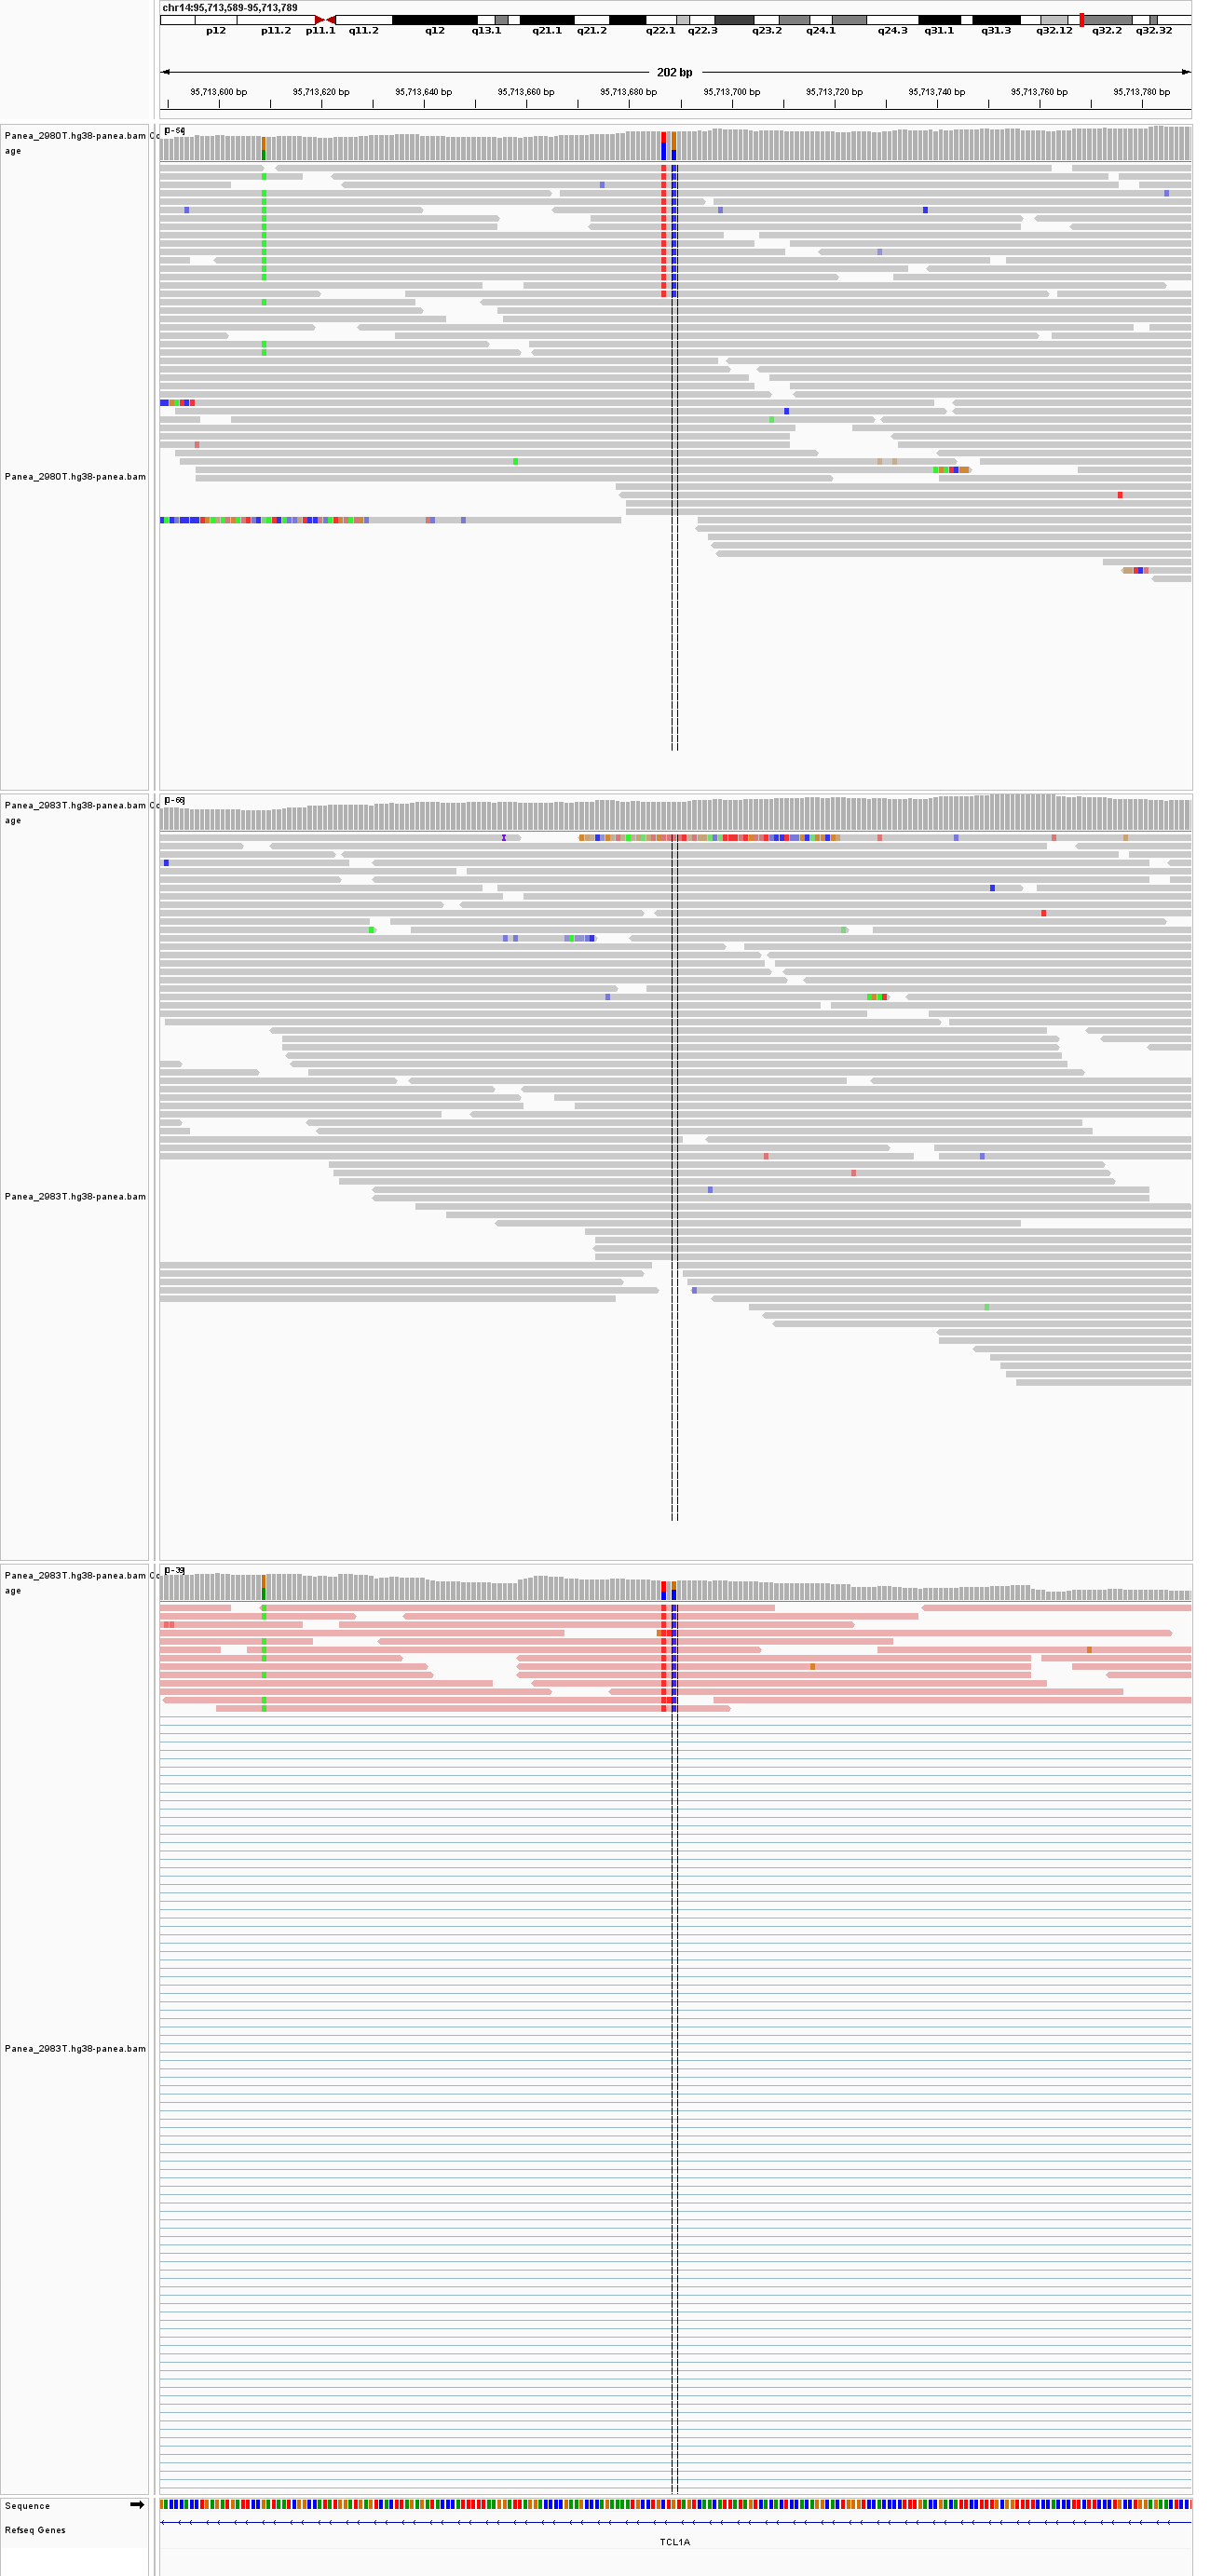 chr14:95,713,589-95,713,789
p12 p11.2 p11.1 q11.2 q12 q13.1 q21.1 q21.2 q22.1 q22.3 q23.2 q24.1 q24.3 q31.1 q31.3 q32.12 q32.2 q32.32
202 bp
95,713,600 bp 95,713,620 bp 95,713,640 bp 95,713,660 bp 95,713,680 bp 95,713,700 bp 95,713,720 bp 95,713,740 bp 95,713,760 bp 95,713,780 bp
Panea_2980T.hg38-panea.bam Co
age
Panea_2980T.hg38-panea.bam
Panea_2983T.hg38-panea.bam Co
[0-66]
age
Panea_2983T.hg38-panea.bam
Panea_2983T.hg38-panea.bam Co
[0-39]
age
Panea_2983T.hg38-panea.bam
Sequence
Refseq Genes
TCL1A